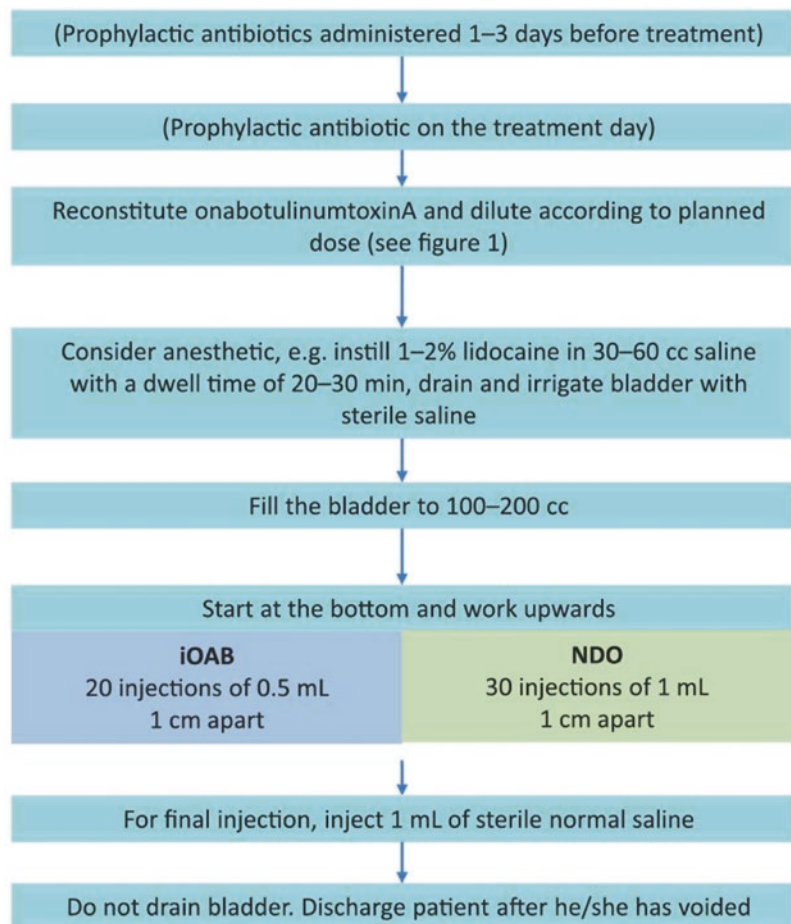 (Prophylactic antibiotics administered 1–3 days before treatment)
(Prophylactic antibiotic on the treatment day)
Reconstitute onabotulinumtoxinA and dilute according to planned
dose (see figure 1)
Consider anesthetic, e.g. instill 1–2% lidocaine in 30–60 cc saline
with a dwell time of 20–30 min, drain and irrigate bladder with
sterile saline
Fill the bladder to 100–200 cc
Start at the bottom and work upwards
iOAB
20 injections of 0.5 mL
1 cm apart
NDO
30 injections of 1 mL
1 cm apart
For final injection, inject 1 mL of sterile normal saline
Do not drain bladder. Discharge patient after he/she has voided